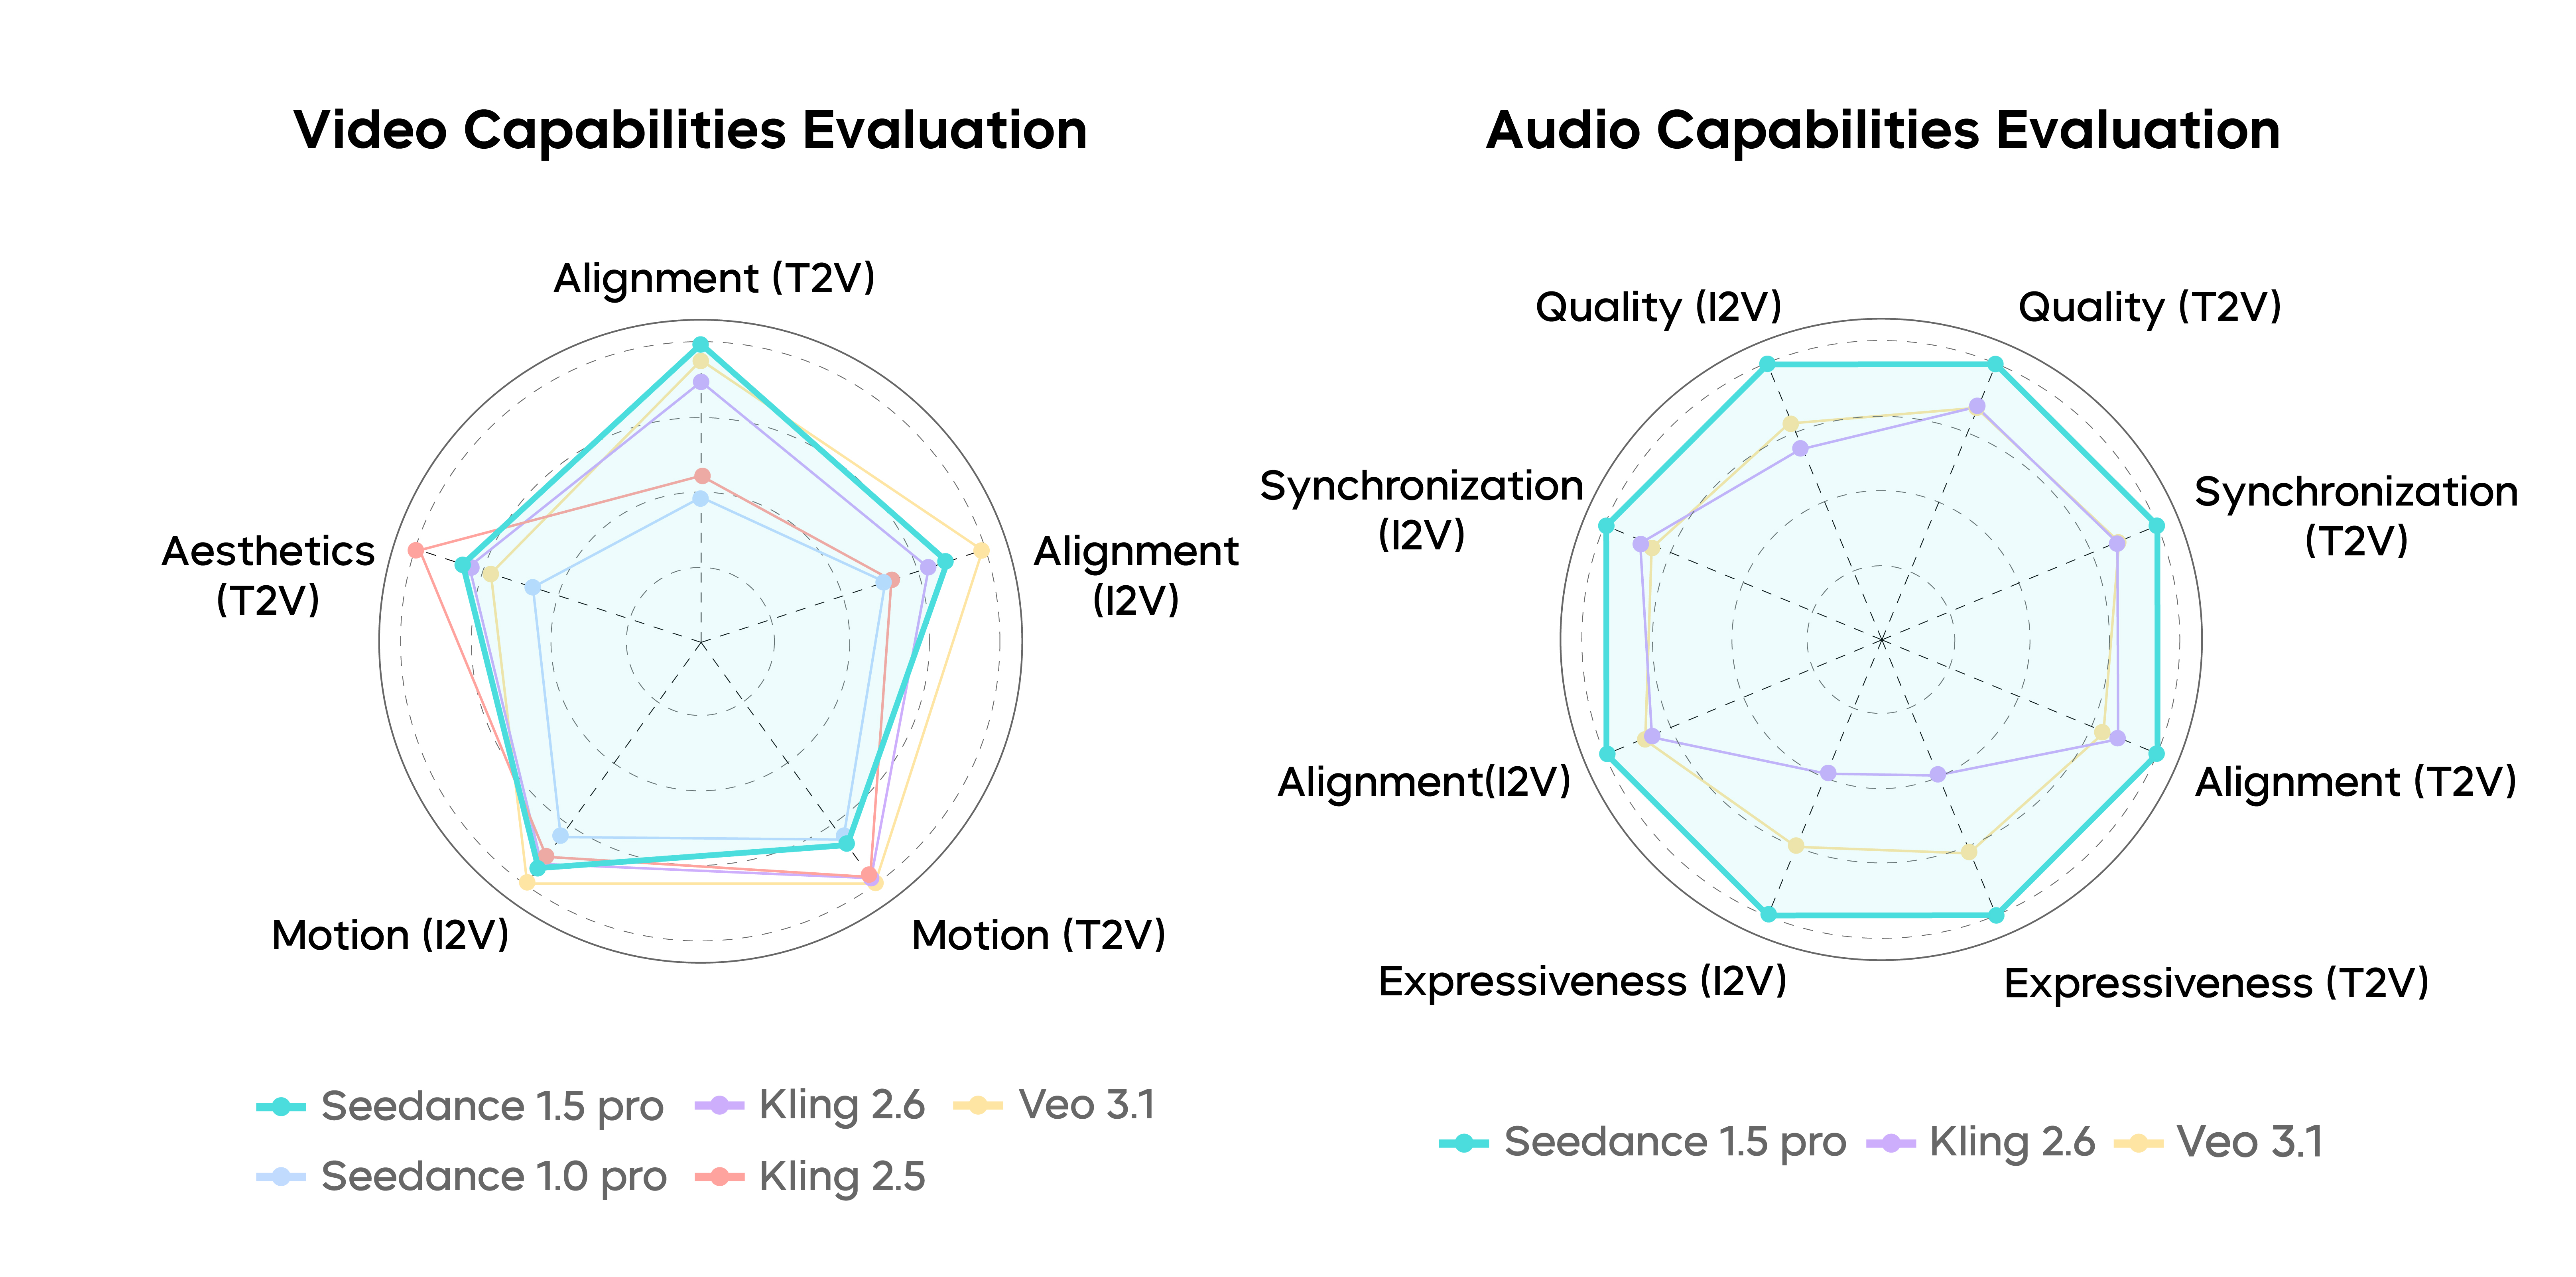 Video Capabilities Evaluation
Alignment (T2V)
Aesthetics
(T2V)
Alignment
(I2V)
Motion (I2V)
Motion (T2V)
Seedance 1.5 pro
Kling 2.6
Veo 3.1
Seedance 1.0 pro
Kling 2.5
Audio Capabilities Evaluation
Quality (I2V)
Quality (T2V)
Synchronization
(I2V)
Synchronization
(T2V)
Alignment(I2V)
Alignment (T2V)
Expressiveness (I2V)
Expressiveness (T2V)
Seedance 1.5 pro
Kling 2.6
Veo 3.1